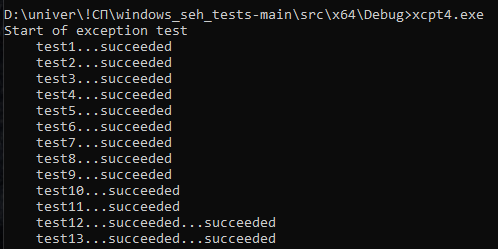 D:\univer\!СП\windows_seh_tests-main\src\x64\Debug>xcpt4.exe
Start of exception test
    test1...succeeded
    test2...succeeded
    test3...succeeded
    test4...succeeded
    test5...succeeded
    test6...succeeded
    test7...succeeded
    test8...succeeded
    test9...succeeded
    test10...succeeded
    test11...succeeded
    test12...succeeded...succeeded
    test13...succeeded...succeeded